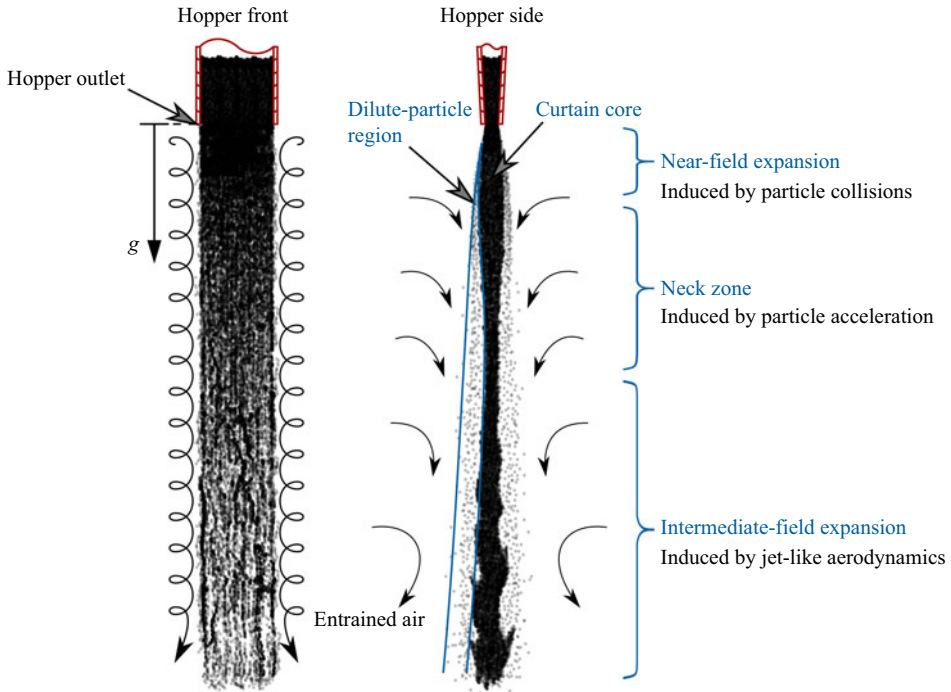 Hopper front
Hopper side
Hopper outlet
Dilute-particle
region
Curtain core
Near-field expansion
Induced by particle collisions
g
Neck zone
Induced by particle acceleration
Intermediate-field expansion
Induced by jet-like aerodynamics
Entrained air